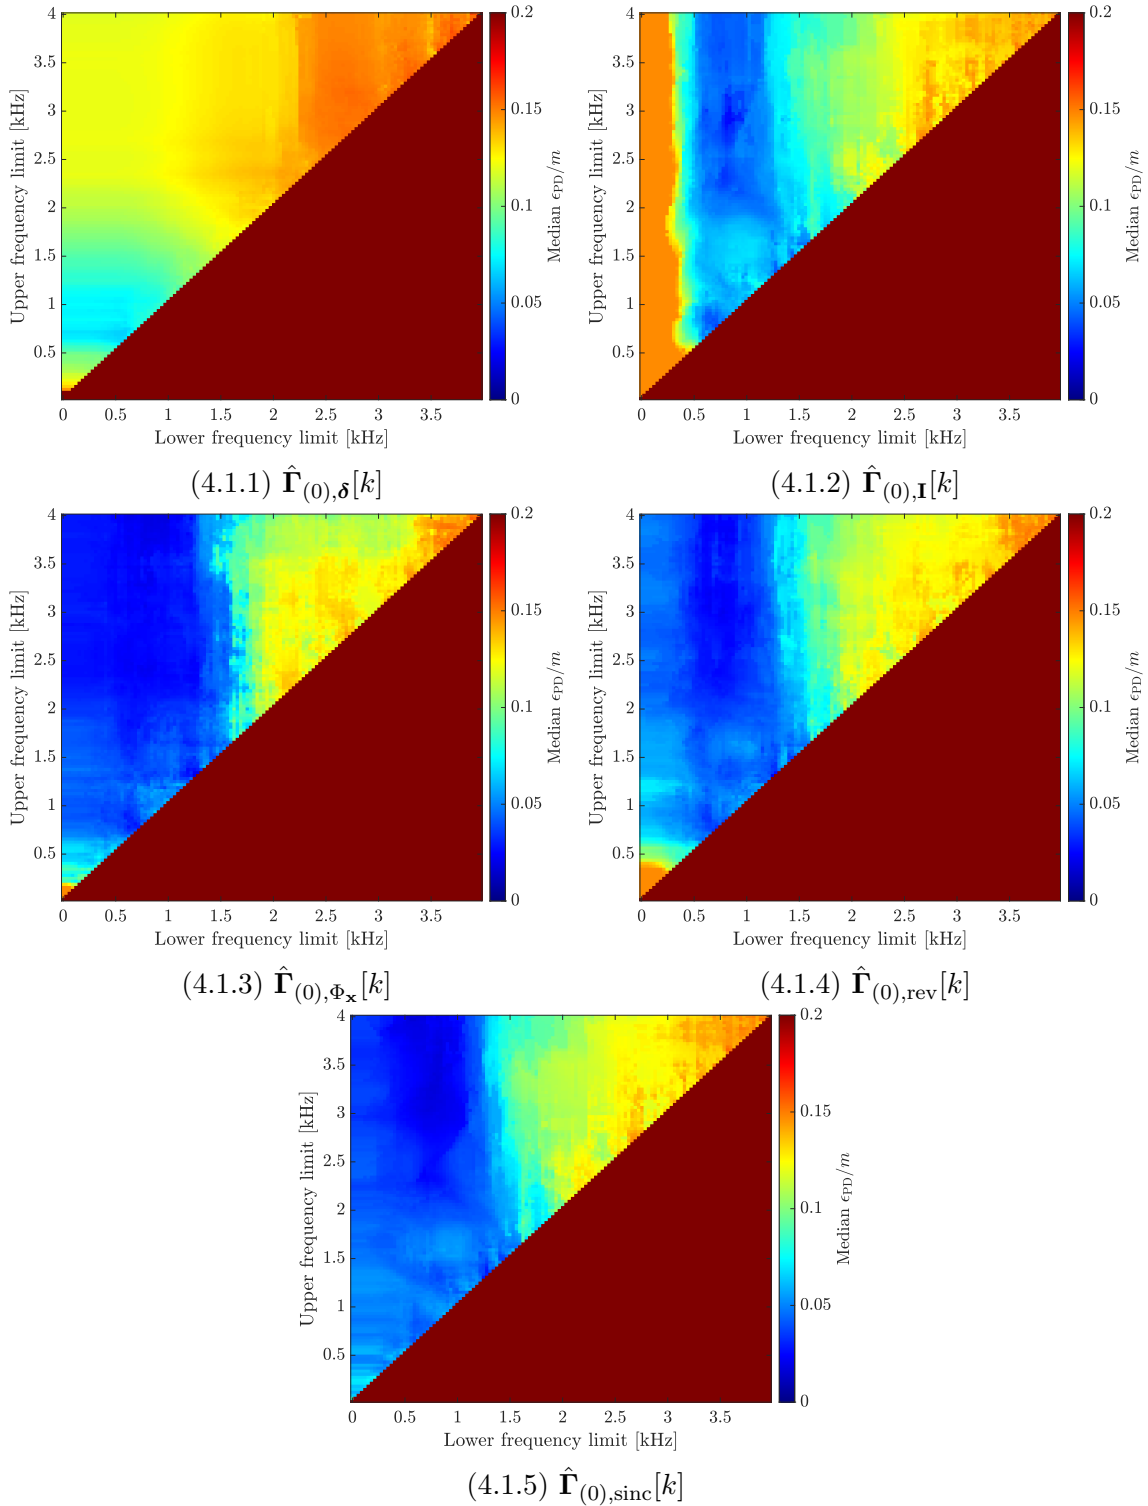 4
3.5
3
2.5
2
1.5
1
0.5
Upper frequency limit [kHz]
0 0.5 1 1.5 2 2.5 3 3.5
Lower frequency limit [kHz]
0.2
0.15
0.1
0.05
0
Median ϵ_PD/m
(4.1.1) Γ̂_(0),δ[k]
4
3.5
3
2.5
2
1.5
1
0.5
Upper frequency limit [kHz]
0 0.5 1 1.5 2 2.5 3 3.5
Lower frequency limit [kHz]
0.2
0.15
0.1
0.05
0
Median ϵ_PD/m
(4.1.2) Γ̂_(0),I[k]
4
3.5
3
2.5
2
1.5
1
0.5
Upper frequency limit [kHz]
0 0.5 1 1.5 2 2.5 3 3.5
Lower frequency limit [kHz]
0.2
0.15
0.1
0.05
0
Median ϵ_PD/m
(4.1.3) Γ̂_(0),Φ_x[k]
4
3.5
3
2.5
2
1.5
1
0.5
Upper frequency limit [kHz]
0 0.5 1 1.5 2 2.5 3 3.5
Lower frequency limit [kHz]
0.2
0.15
0.1
0.05
0
Median ϵ_PD/m
(4.1.4) Γ̂_(0),rev[k]
4
3.5
3
2.5
2
1.5
1
0.5
Upper frequency limit [kHz]
0 0.5 1 1.5 2 2.5 3 3.5
Lower frequency limit [kHz]
0.2
0.15
0.1
0.05
0
Median ϵ_PD/m
(4.1.5) Γ̂_(0),sinc[k]